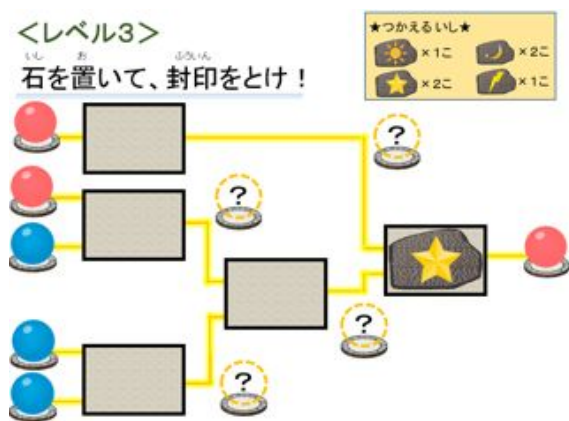 ＜レベル３＞
いし お ふういん
石を置いて、封印をとけ！
★つかえるいし★
×１こ ×２こ
×２こ ×１こ
?
?
?
?